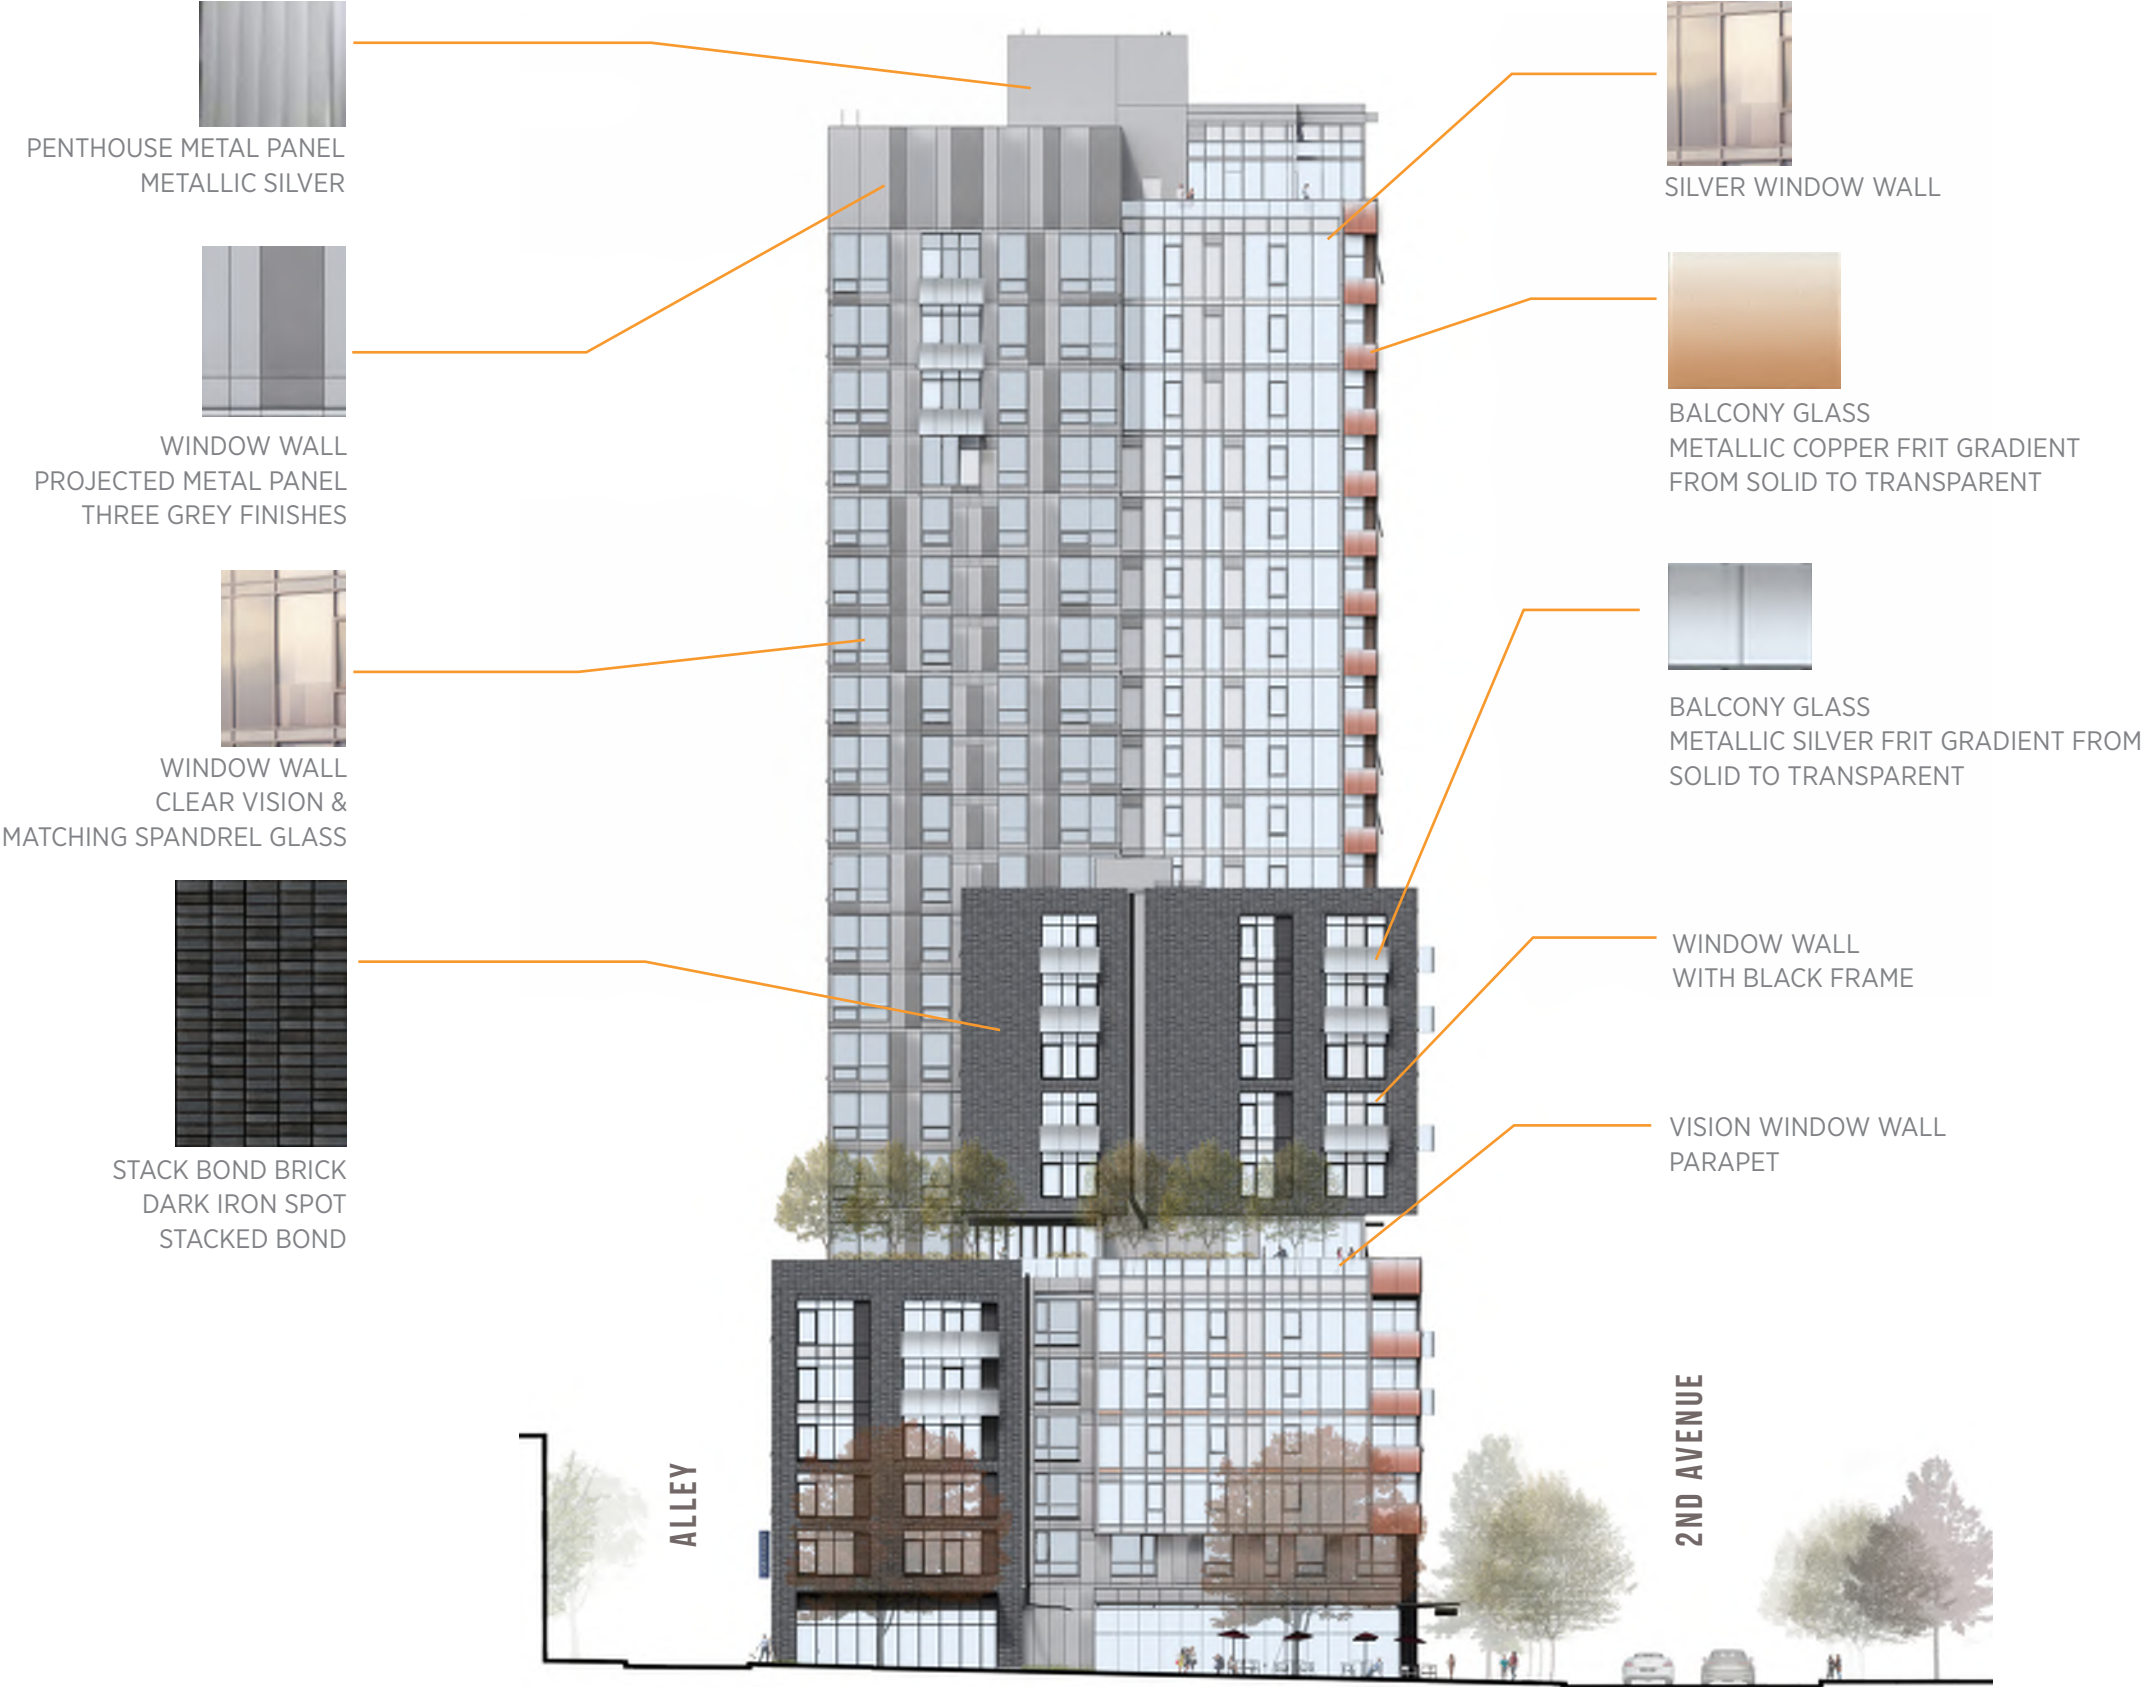 PENTHOUSE METAL PANEL
METALLIC SILVER
WINDOW WALL
PROJECTED METAL PANEL
THREE GREY FINISHES
WINDOW WALL
CLEAR VISION &
MATCHING SPANDREL GLASS
STACK BOND BRICK
DARK IRON SPOT
STACKED BOND
SILVER WINDOW WALL
BALCONY GLASS
METALLIC COPPER FRIT GRADIENT
FROM SOLID TO TRANSPARENT
BALCONY GLASS
METALLIC SILVER FRIT GRADIENT FROM
SOLID TO TRANSPARENT
WINDOW WALL
WITH BLACK FRAME
VISION WINDOW WALL
PARAPET
ALLEY
2ND AVENUE